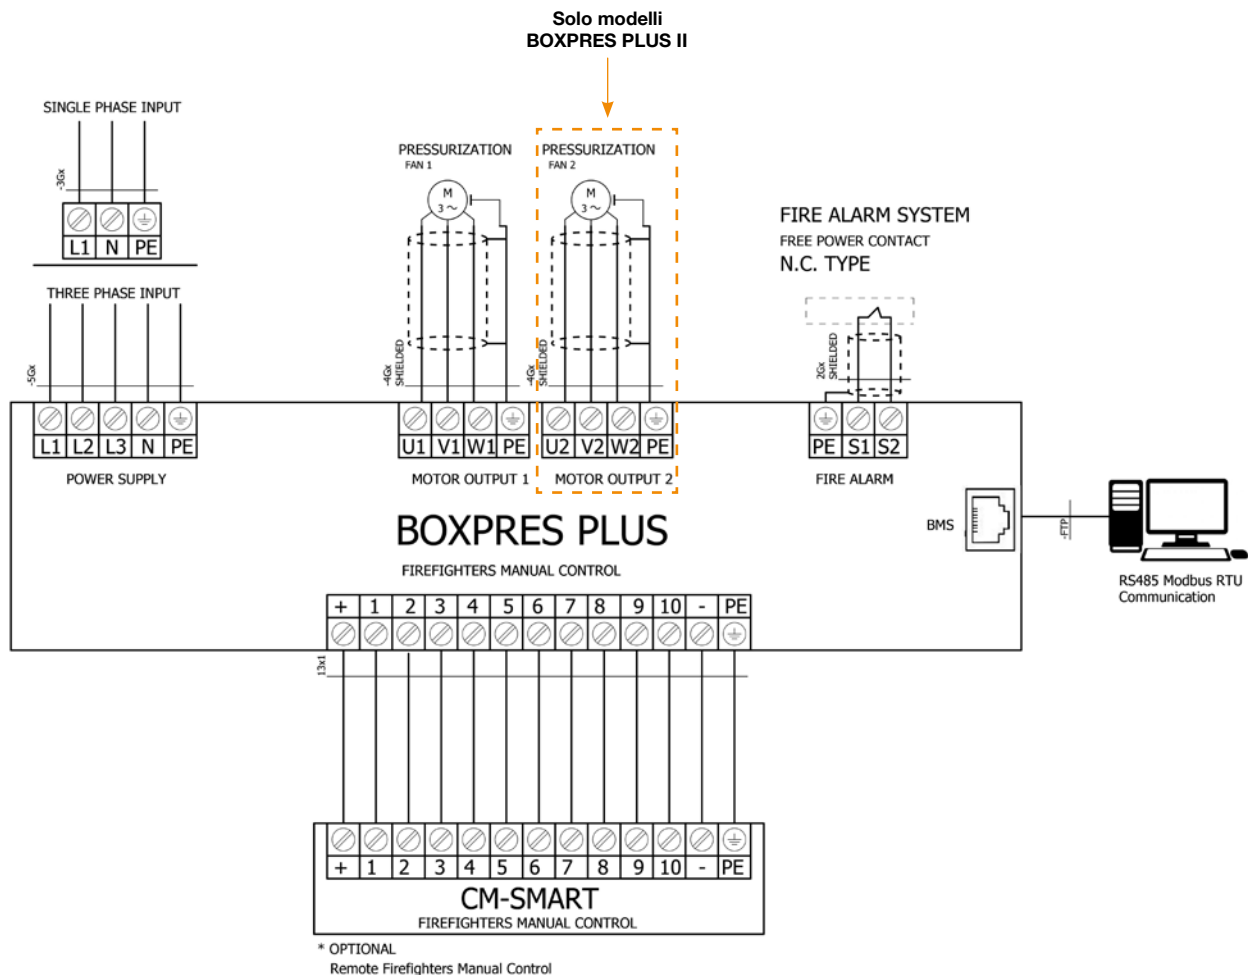 Solo modelli
BOXPRES PLUS II
SINGLE PHASE INPUT
-3Gx
L1 N PE
THREE PHASE INPUT
-5Gx
L1 L2 L3 N PE
POWER SUPPLY
PRESSURIZATION
FAN 1
M
3~
-4Gx
SHIELDED
U1 V1 W1 PE
MOTOR OUTPUT 1
PRESSURIZATION
FAN 2
M
3~
-4Gx
SHIELDED
U2 V2 W2 PE
MOTOR OUTPUT 2
FIRE ALARM SYSTEM
FREE POWER CONTACT
N.C. TYPE
2Gx
SHIELDED
PE S1 S2
FIRE ALARM
BMS
-FTP
RS485 Modbus RTU
Communication
BOXPRES PLUS
FIREFIGHTERS MANUAL CONTROL
+ 1 2 3 4 5 6 7 8 9 10 - PE
13x1
+ 1 2 3 4 5 6 7 8 9 10 - PE
CM-SMART
FIREFIGHTERS MANUAL CONTROL
* OPTIONAL
Remote Firefighters Manual Control